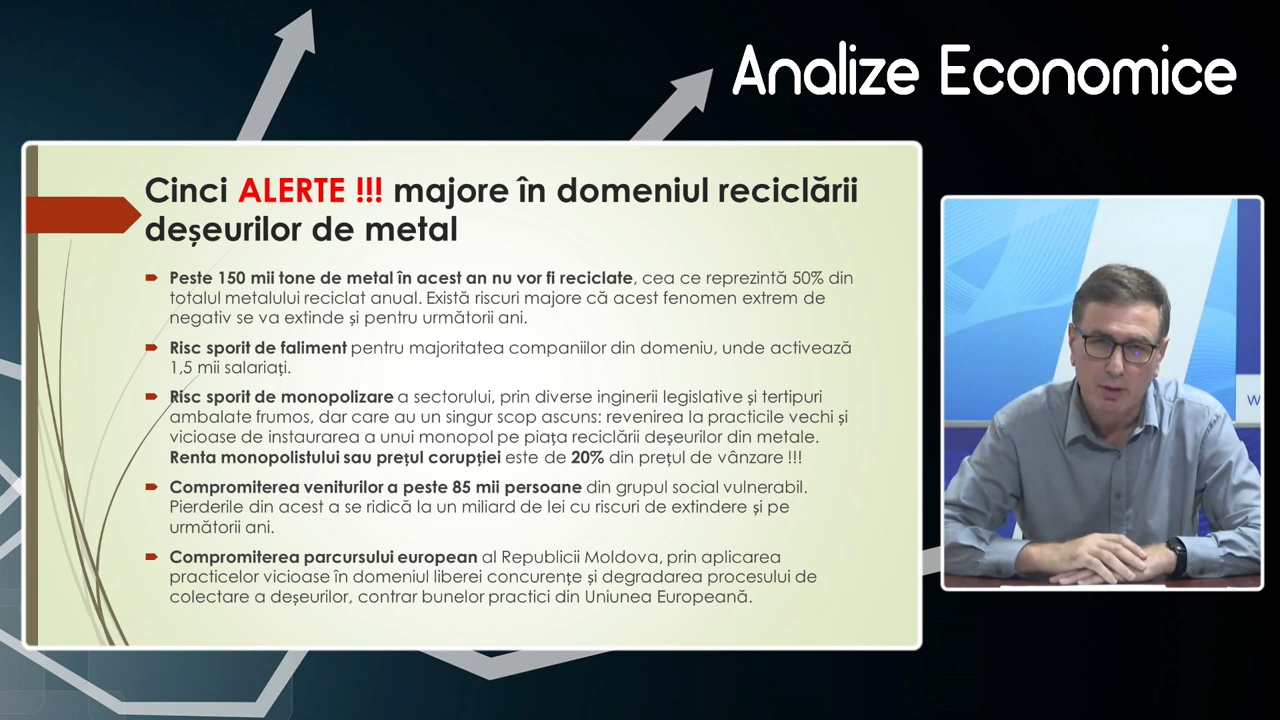 Analize Economice
Cinci ALERTE !!! majore în domeniul reciclării
deșeurilor de metal
Peste 150 mii tone de metal în acest an nu vor fi reciclate, cea ce reprezintă 50% din
totalul metalului reciclat anual. Există riscuri majore că acest fenomen extrem de
negativ se va extinde și pentru următorii ani.
Risc sporit de faliment pentru majoritatea companiilor din domeniu, unde activează
1,5 mii salariați.
Risc sporit de monopolizare a sectorului, prin diverse inginerii legislative și tertipuri
ambalate frumos, dar care au un singur scop ascuns: revenirea la practicile vechi și
vicioase de instaurarea a unui monopol pe piața reciclării deșeurilor din metale.
Renta monopolistului sau prețul corupției este de 20% din prețul de vânzare !!!
Compromiterea veniturilor a peste 85 mii persoane din grupul social vulnerabil.
Pierderile din acest a se ridică la un miliard de lei cu riscuri de extindere și pe
următorii ani.
Compromiterea parcursului european al Republicii Moldova, prin aplicarea
practicelor vicioase în domeniul liberei concurențe și degradarea procesului de
colectare a deșeurilor, contrar bunelor practici din Uniunea Europeană.
W